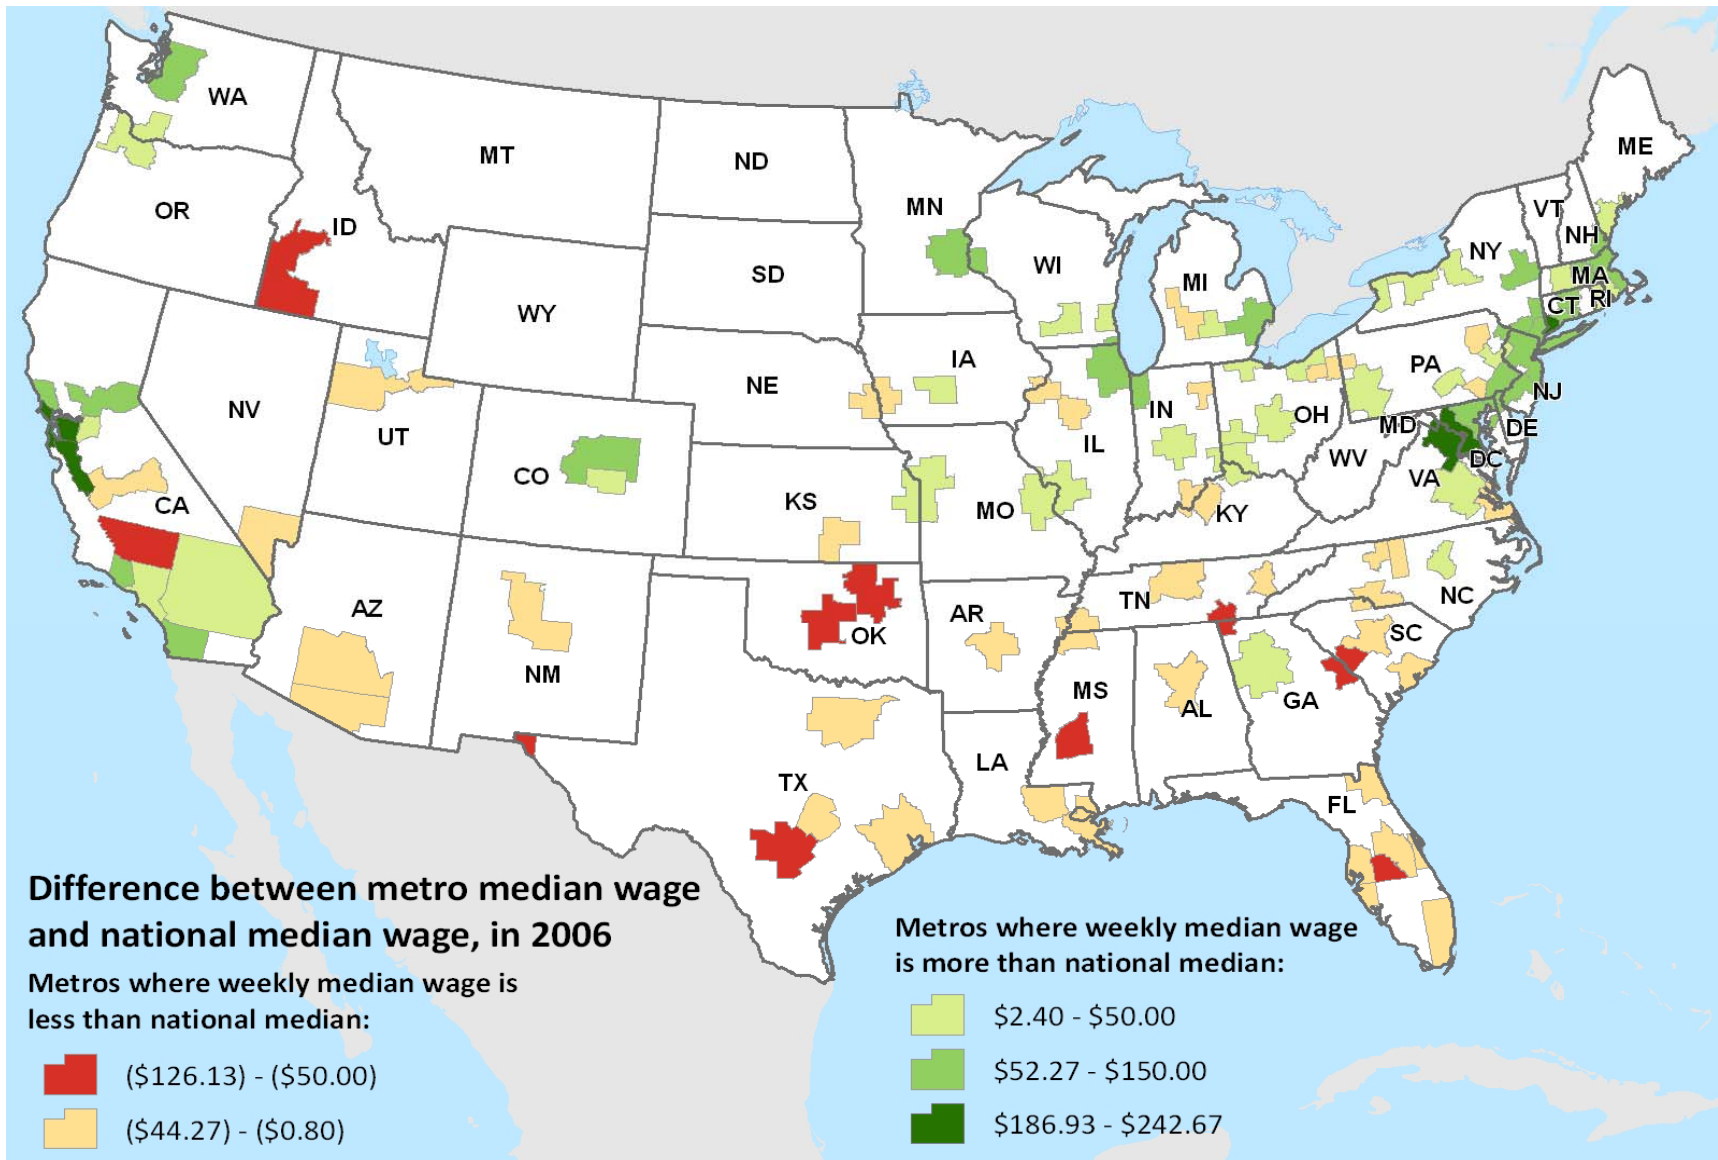 WA
MT
ND
ME
OR
ID
MN
VT
NH
NY
SD
WI
MI
MA
WY
CT
RI
IA
PA
NE
NV
IN
OH
NJ
UT
IL
MD
DE
CO
WV
DC
VA
CA
KS
MO
KY
AZ
TN
NC
AR
OK
SC
NM
MS
AL
GA
LA
TX
FL
Difference between metro median wage
and national median wage, in 2006
Metros where weekly median wage is
less than national median:
($126.13) - ($50.00)
($44.27) - ($0.80)
Metros where weekly median wage
is more than national median:
$2.40 - $50.00
$52.27 - $150.00
$186.93 - $242.67